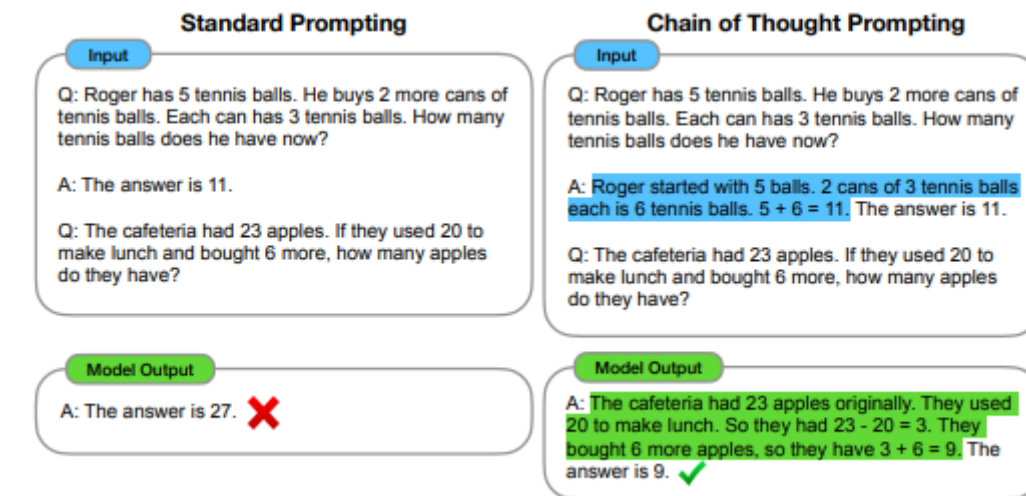 Standard Prompting
Input
Q: Roger has 5 tennis balls. He buys 2 more cans of
tennis balls. Each can has 3 tennis balls. How many
tennis balls does he have now?
A: The answer is 11.
Q: The cafeteria had 23 apples. If they used 20 to
make lunch and bought 6 more, how many apples
do they have?
Model Output
A: The answer is 27.
Chain of Thought Prompting
Input
Q: Roger has 5 tennis balls. He buys 2 more cans of
tennis balls. Each can has 3 tennis balls. How many
tennis balls does he have now?
A: Roger started with 5 balls. 2 cans of 3 tennis balls
each is 6 tennis balls. 5 + 6 = 11. The answer is 11.
Q: The cafeteria had 23 apples. If they used 20 to
make lunch and bought 6 more, how many apples
do they have?
Model Output
A: The cafeteria had 23 apples originally. They used
20 to make lunch. So they had 23 - 20 = 3. They
bought 6 more apples, so they have 3 + 6 = 9. The
answer is 9.